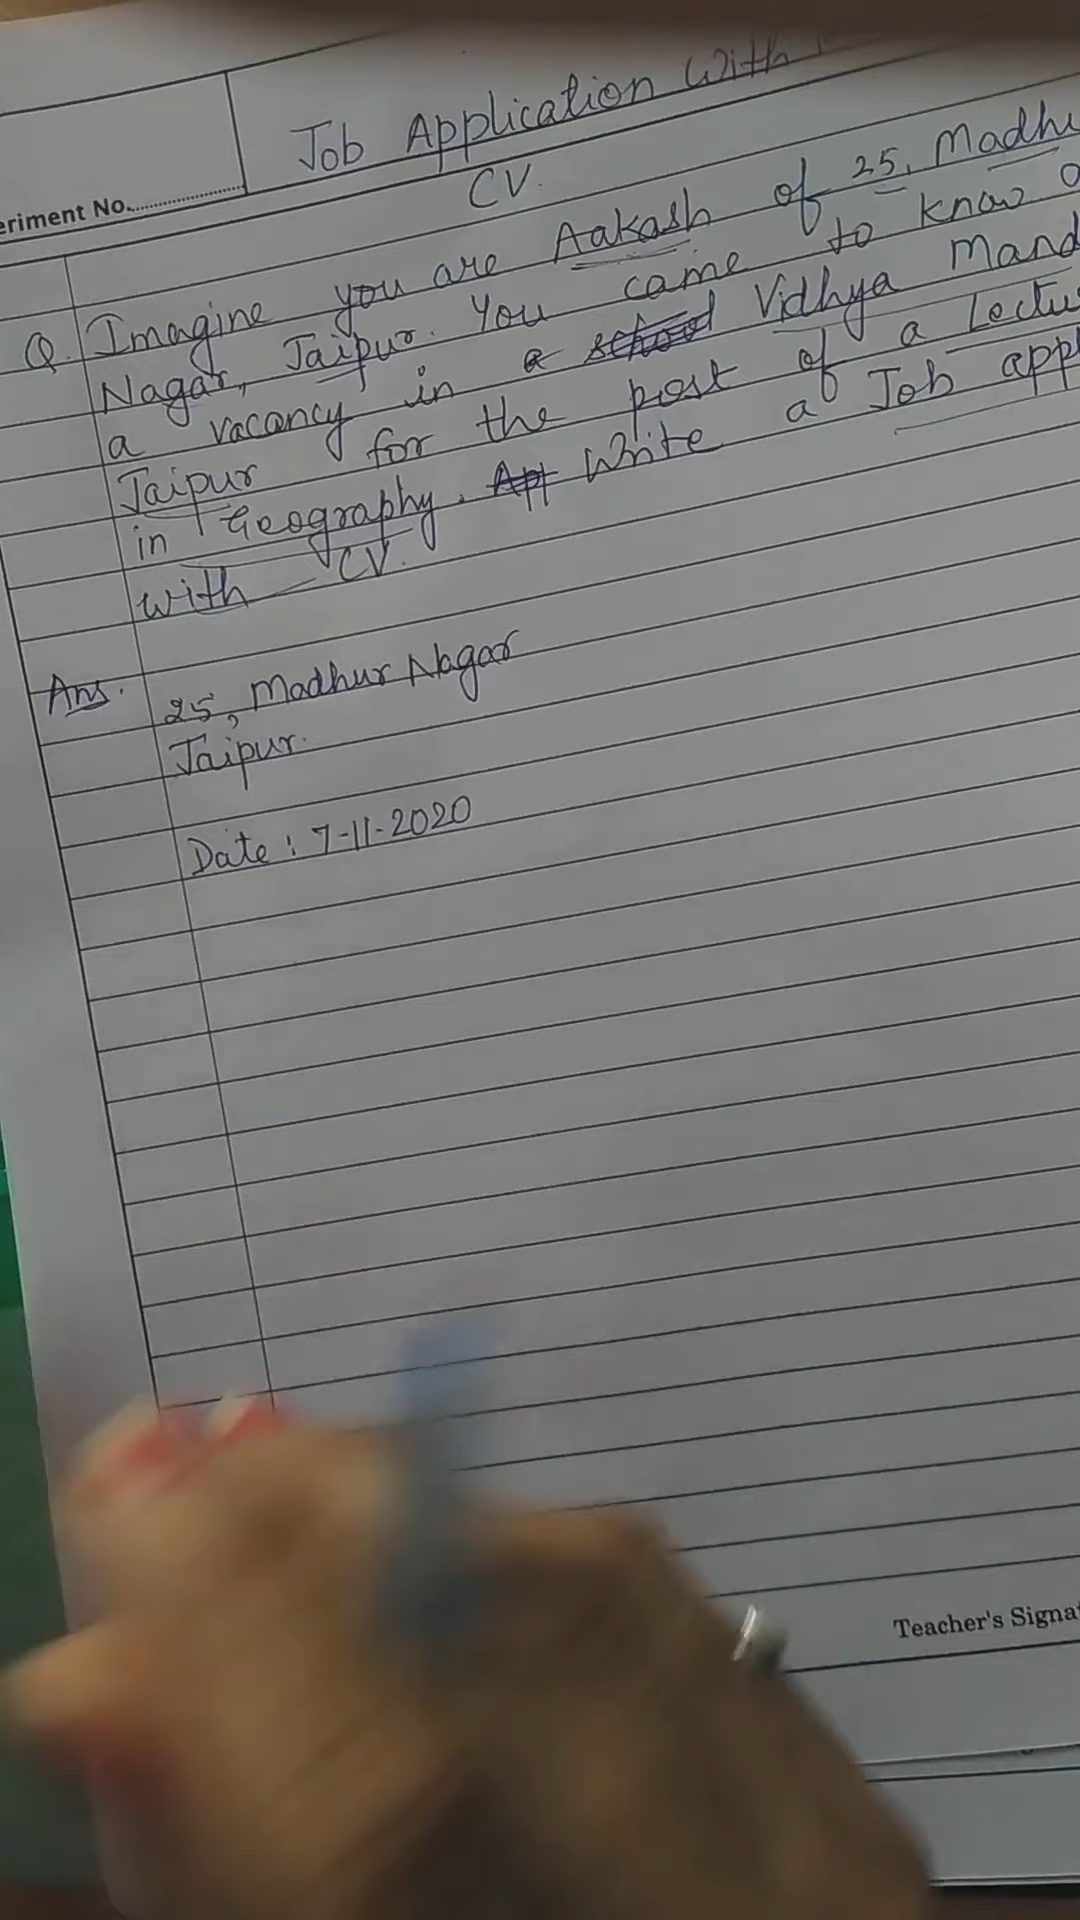 Job Application With
CV.
eriment No.
Q. Imagine you are Aakash of 25, Madhu
Nagar, Jaipur. You came to know o
a vacancy in a Vidhya Mand
Jaipur for the post of a Lectu
in Geography. Write a Job app
with CV.
Ans. 25, Madhur Nagar
Jaipur.
Date : 7-11-2020
Teacher's Signa